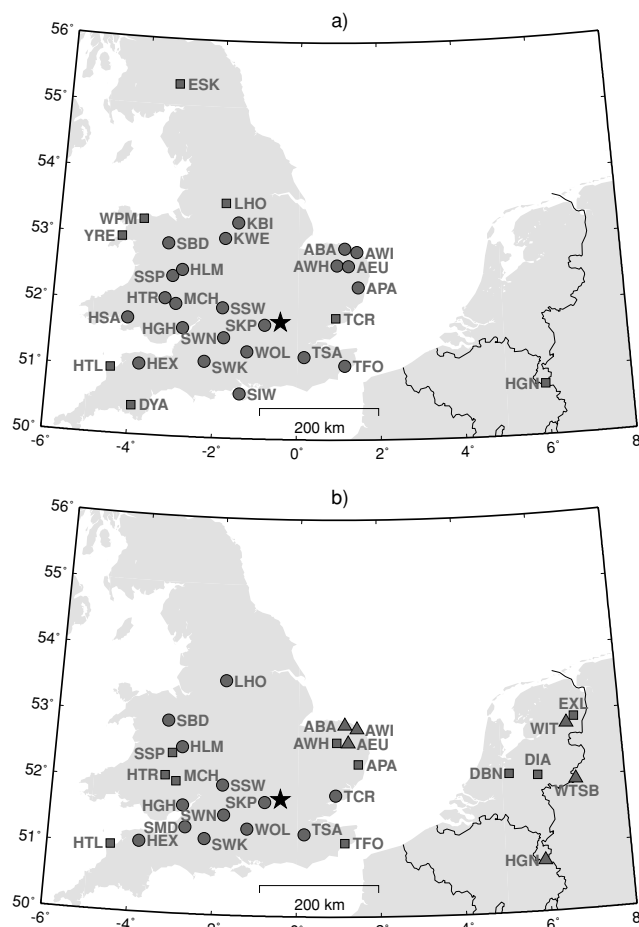 a)
56°
ESK
55°
54°
LHO
WPM
KBI
53°
YRE
KWE
SBD
ABA
AWI
HLM
AWH
AEU
SSP
APA
HTR
MCH
52°
SSW
HSA
SKP
TCR
HGH
SWN
WOL
TSA
51°
HTL
HEX
SWK
TFO
HGN
SIW
DYA
50°
200 km
-6°
-4°
-2°
0°
2°
4°
6°
8
b)
56°
55°
54°
LHO
EXL
53°
SBD
ABA
AWI
WIT
HLM
AWH
AEU
SSP
APA
DIA
HTR
MCH
DBN
52°
SSW
WTSB
SKP
TCR
HGH
SWN
SMD
WOL
TSA
51°
HTL
HEX
SWK
TFO
HGN
50°
200 km
-6°
-4°
-2°
0°
2°
4°
6°
8